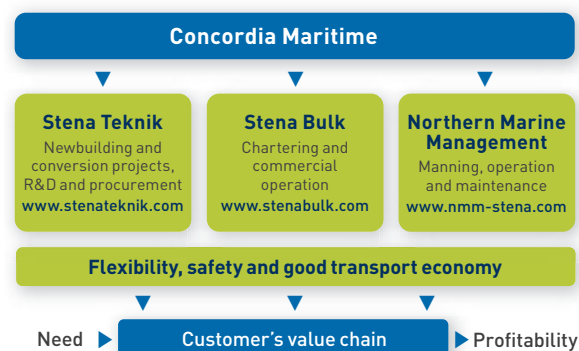 Concordia Maritime
Stena Teknik
Newbuilding and
conversion projects,
R&D and procurement
www.stenateknik.com
Stena Bulk
Chartering and
commercial
operation
www.stenabulk.com
Northern Marine
Management
Manning, operation
and maintenance
www.nmm-stena.com
Flexibility, safety and good transport economy
Need
Customer's value chain
Profitability